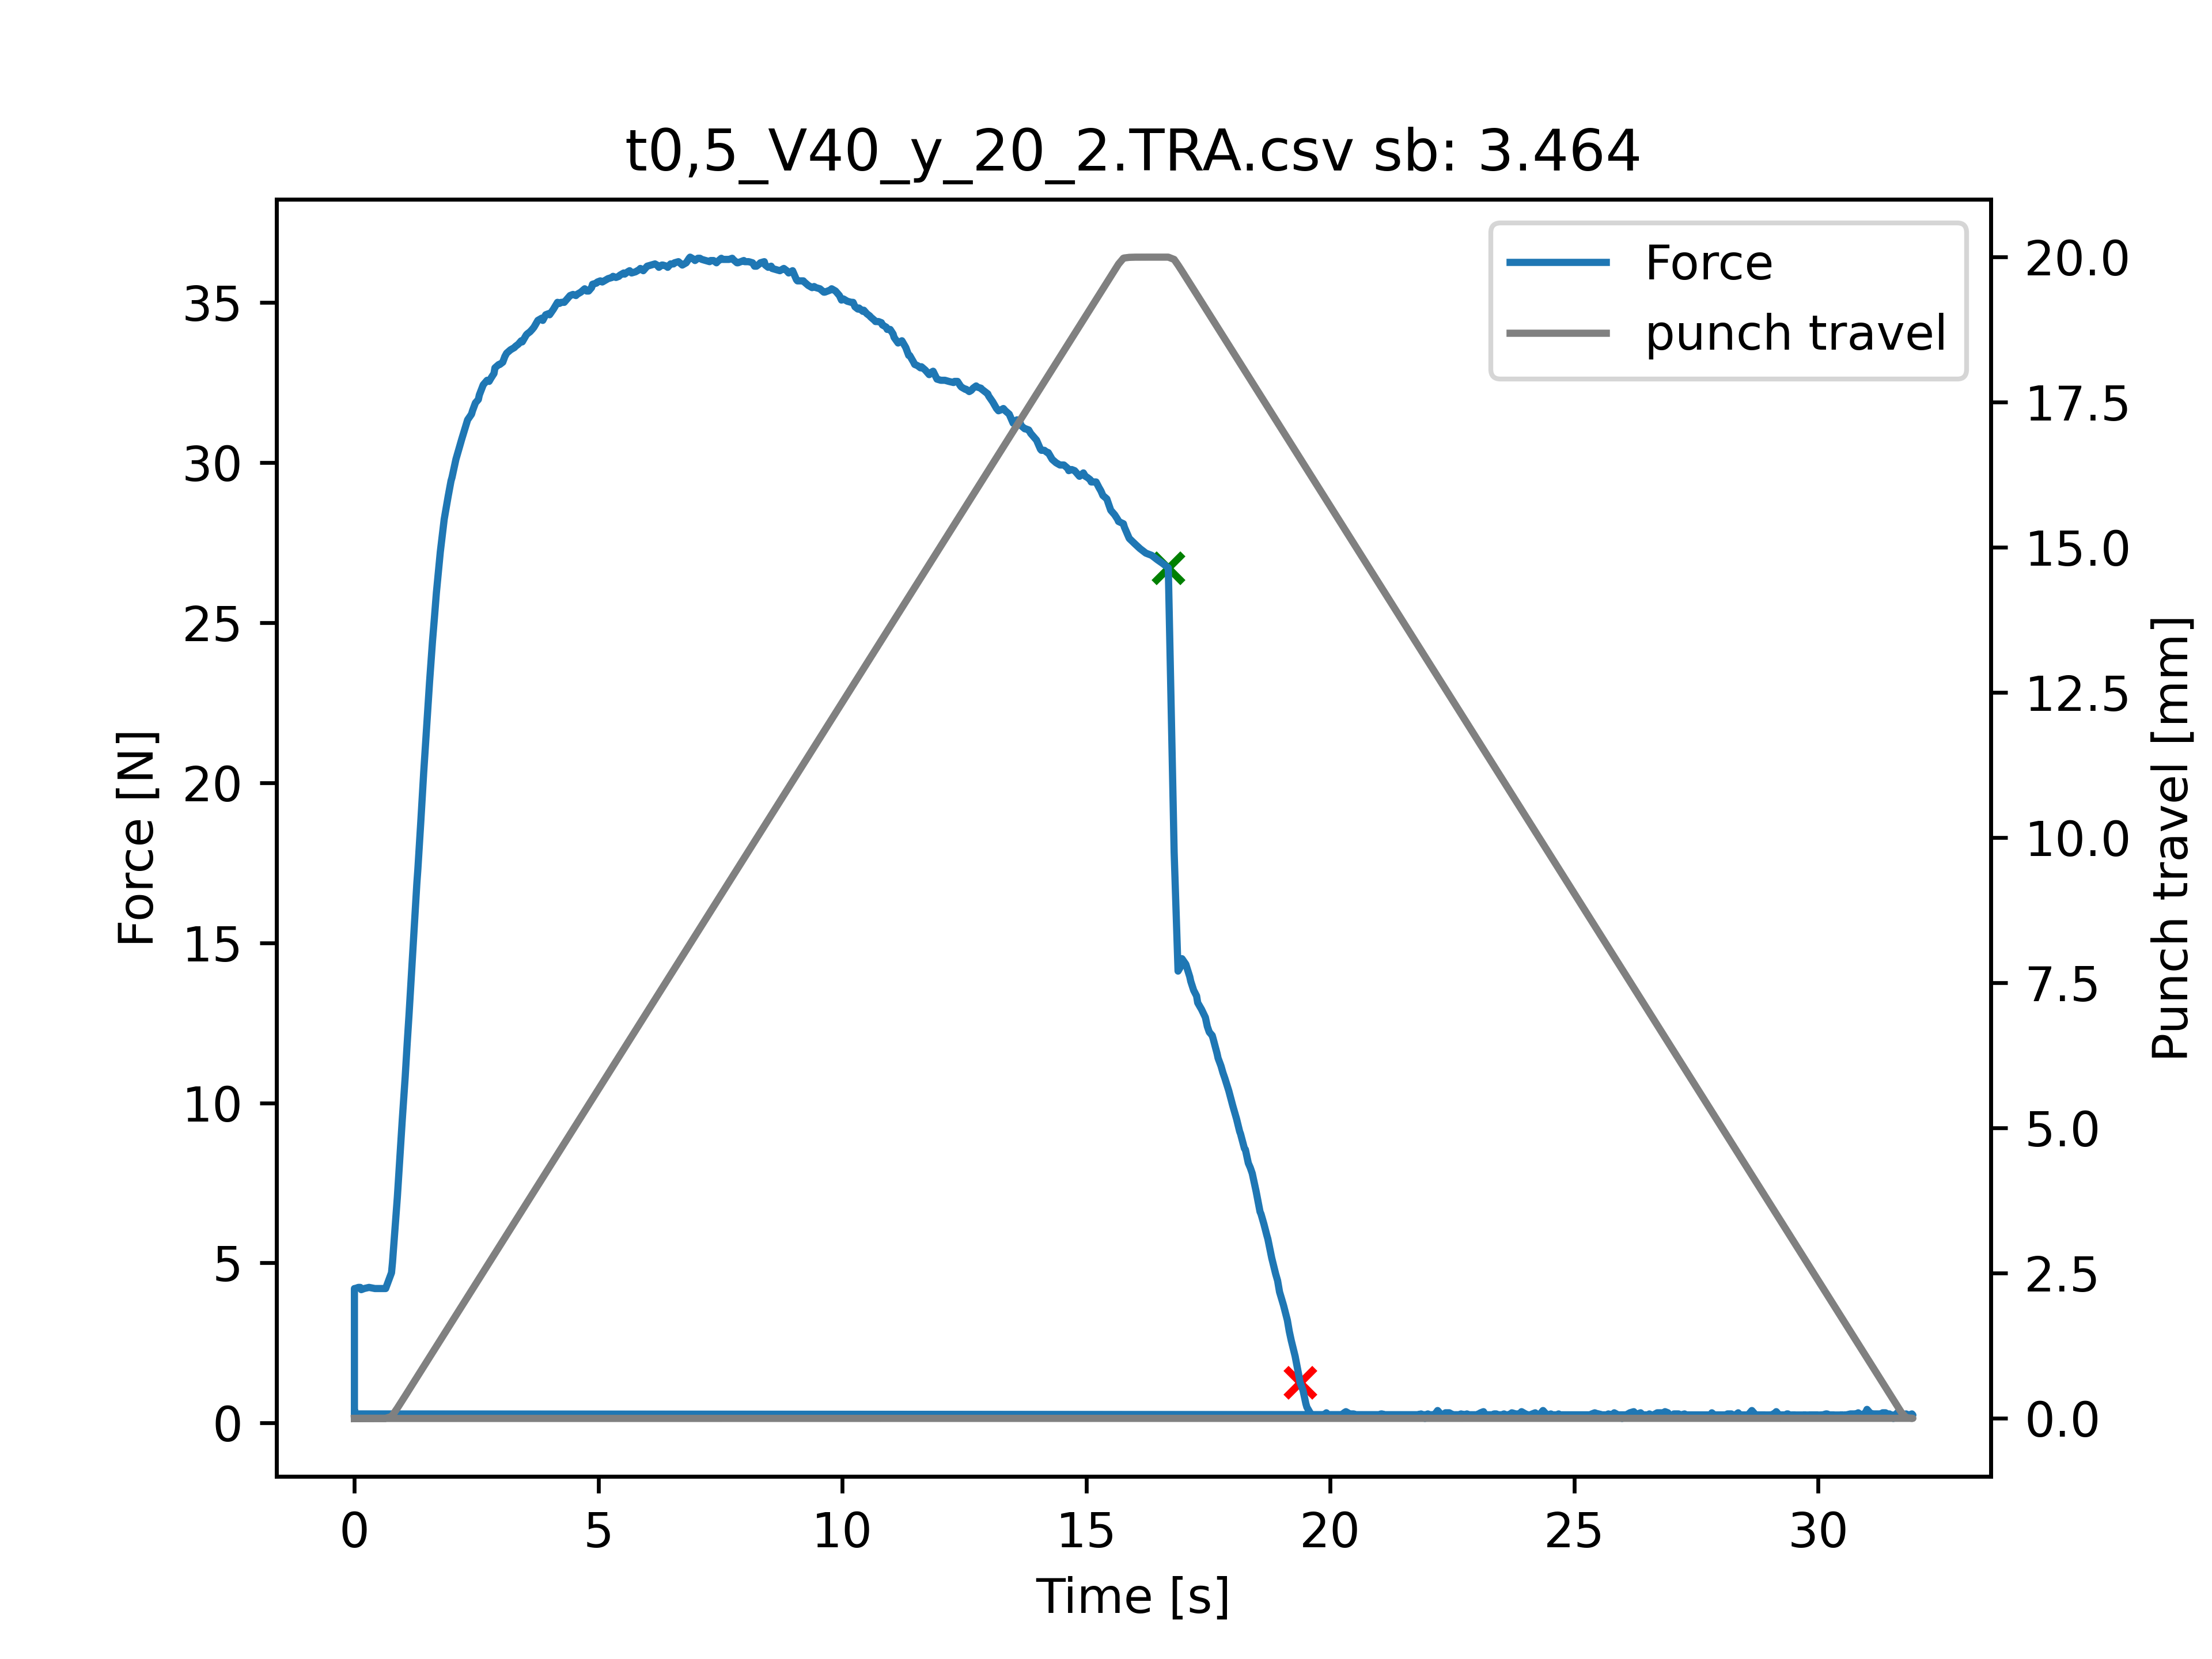 t0,5_V40_y_20_2.TRA.csv sb: 3.464
Force
punch travel
Force [N]
35
30
25
20
15
10
5
0
20.0
17.5
15.0
12.5
10.0
7.5
5.0
2.5
0.0
Punch travel [mm]
0 5 10 15 20 25 30
Time [s]